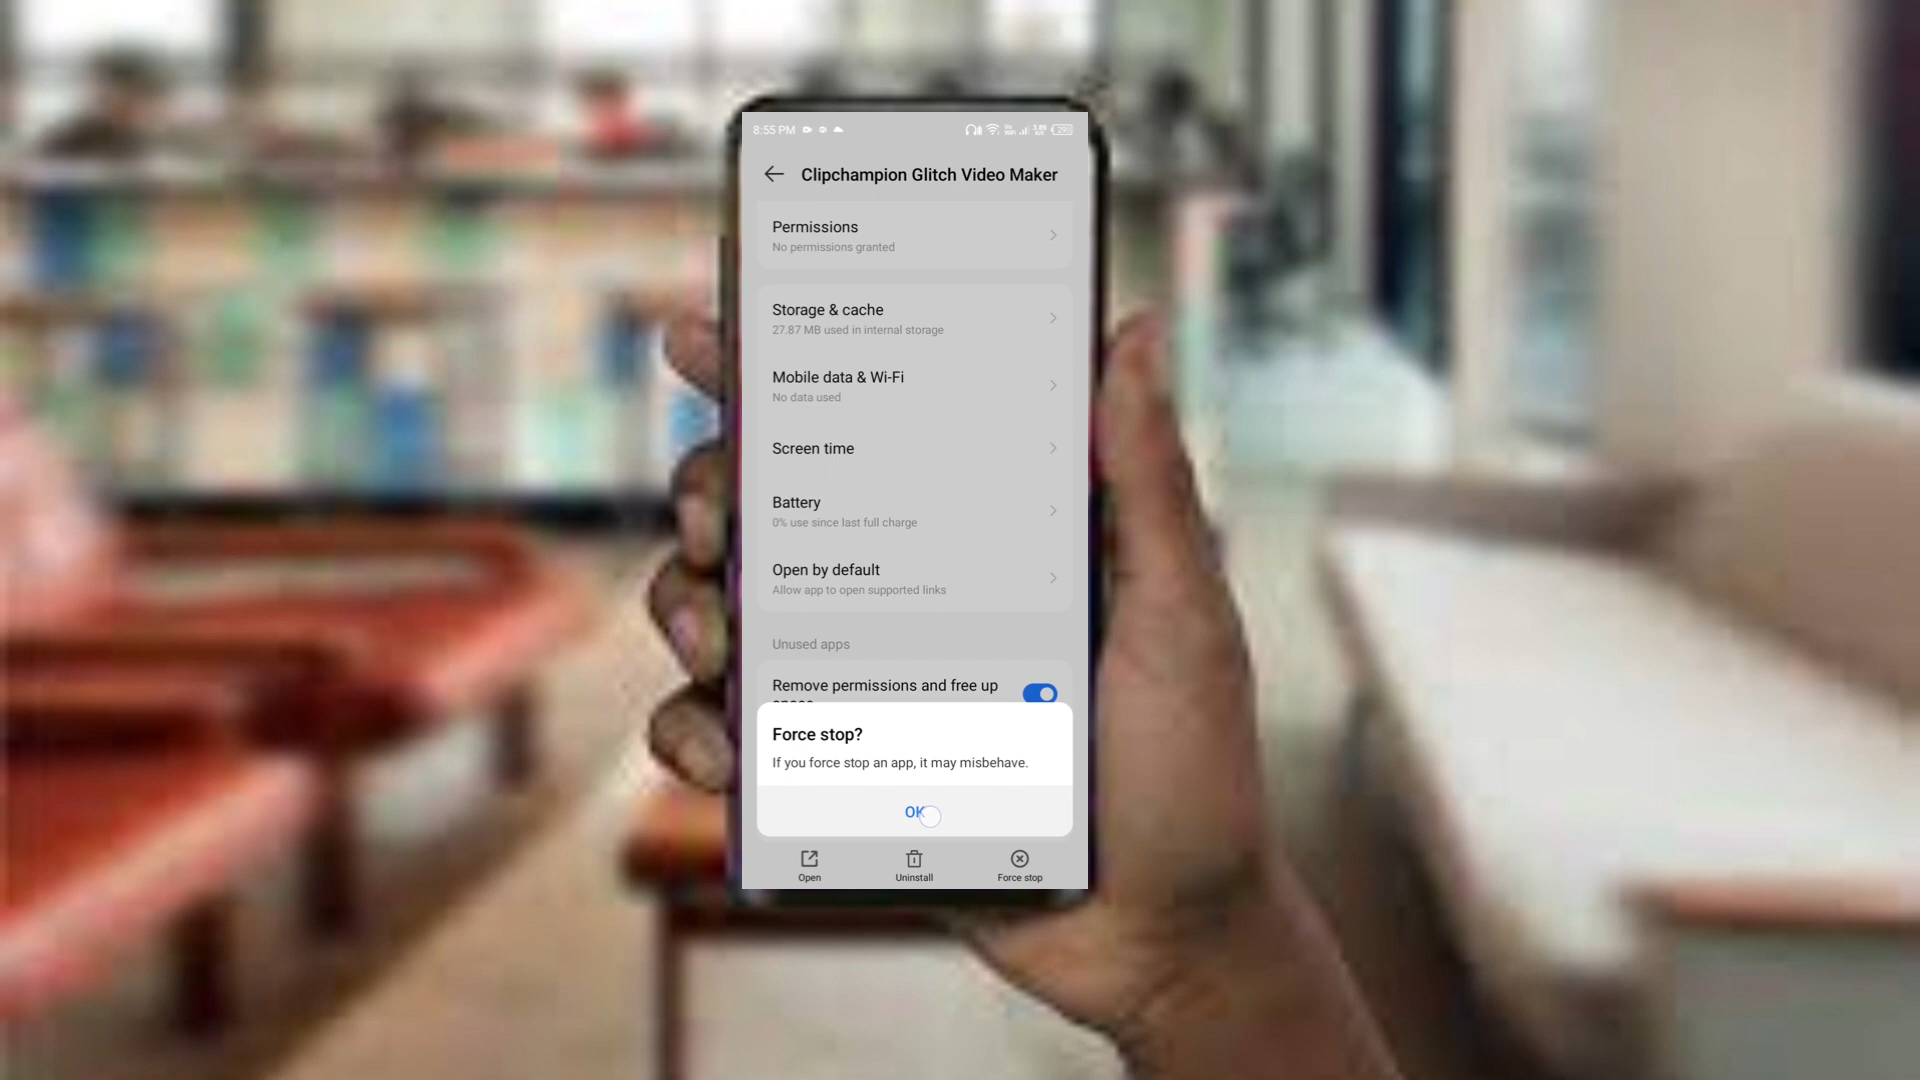 8:55 PM
Clipchampion Glitch Video Maker
Permissions
No permissions granted
Storage & cache
27.87 MB used in internal storage
Mobile data & Wi-Fi
No data used
Screen time
Battery
0% use since last full charge
Open by default
Allow app to open supported links
Unused apps
Remove permissions and free up
Force stop?
If you force stop an app, it may misbehave.
OK
Open
Uninstall
Force stop